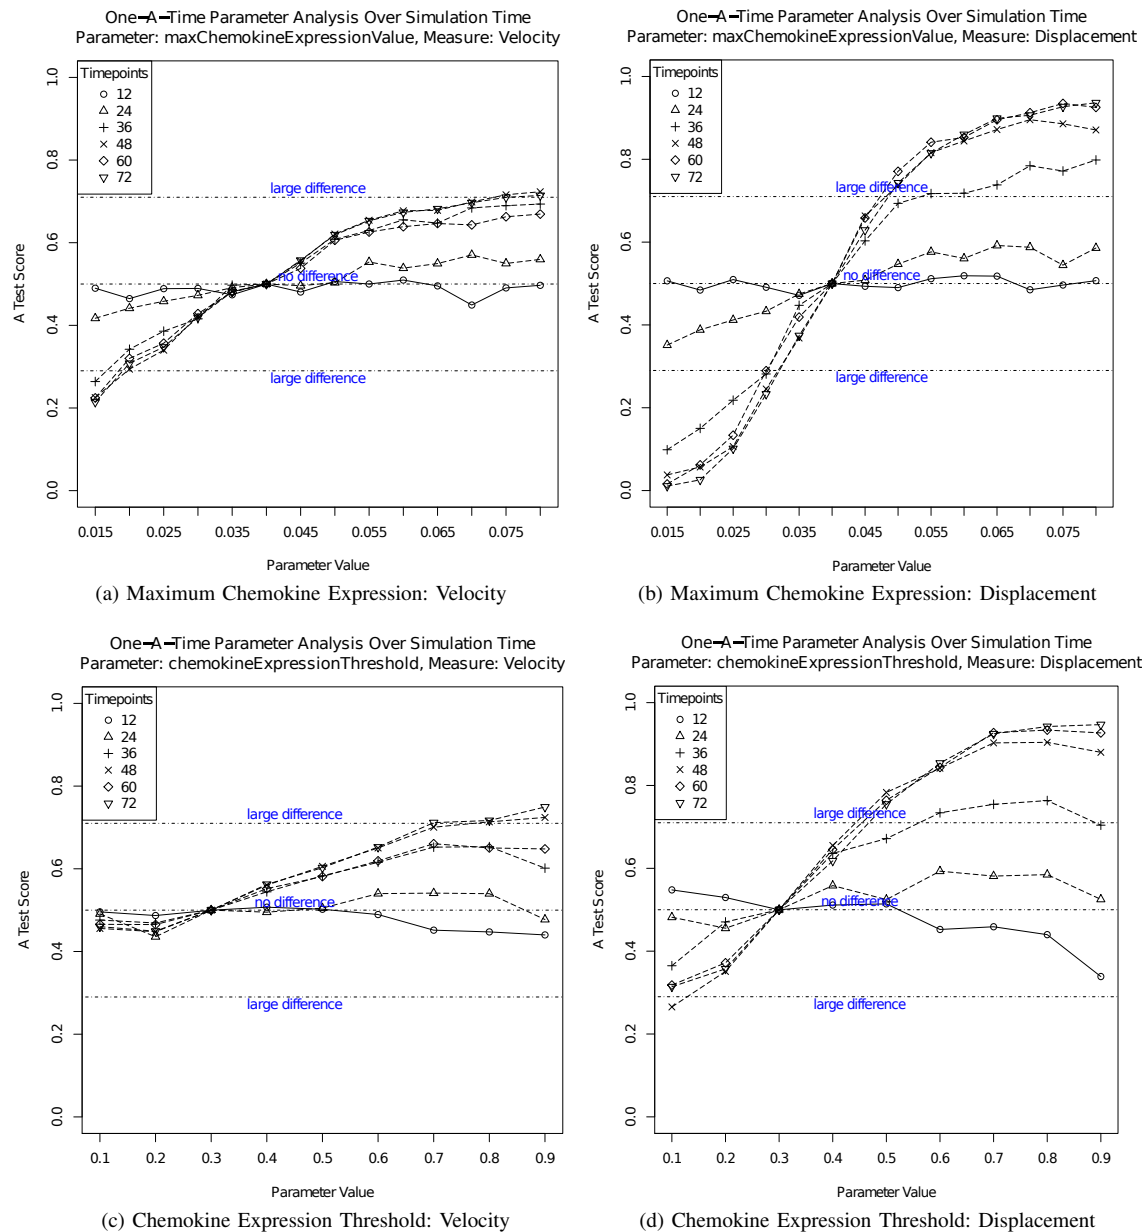 One-A-Time Parameter Analysis Over Simulation Time
Parameter: maxChemokineExpressionValue, Measure: Velocity
Timepoints
12
24
36
48
60
72
large difference
no difference
large difference
A Test Score
0.0
0.2
0.4
0.6
0.8
1.0
0.015 0.025 0.035 0.045 0.055 0.065 0.075
Parameter Value
(a) Maximum Chemokine Expression: Velocity
One-A-Time Parameter Analysis Over Simulation Time
Parameter: maxChemokineExpressionValue, Measure: Displacement
Timepoints
12
24
36
48
60
72
large difference
no difference
large difference
A Test Score
0.0
0.2
0.4
0.6
0.8
1.0
0.015 0.025 0.035 0.045 0.055 0.065 0.075
Parameter Value
(b) Maximum Chemokine Expression: Displacement
One-A-Time Parameter Analysis Over Simulation Time
Parameter: chemokineExpressionThreshold, Measure: Velocity
Timepoints
12
24
36
48
60
72
large difference
no difference
large difference
A Test Score
0.0
0.2
0.4
0.6
0.8
1.0
0.1 0.2 0.3 0.4 0.5 0.6 0.7 0.8 0.9
Parameter Value
(c) Chemokine Expression Threshold: Velocity
One-A-Time Parameter Analysis Over Simulation Time
Parameter: chemokineExpressionThreshold, Measure: Displacement
Timepoints
12
24
36
48
60
72
large difference
no difference
large difference
A Test Score
0.0
0.2
0.4
0.6
0.8
1.0
0.1 0.2 0.3 0.4 0.5 0.6 0.7 0.8 0.9
Parameter Value
(d) Chemokine Expression Threshold: Displacement